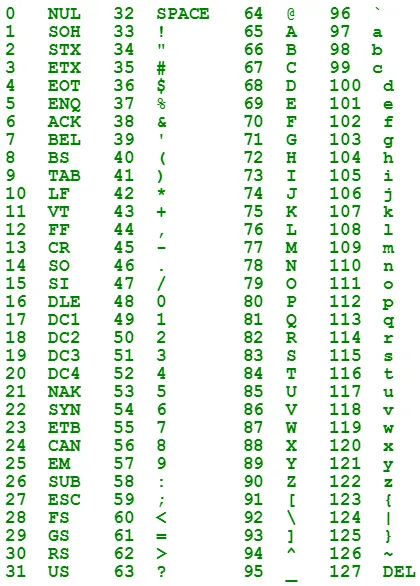 0 NUL 32 SPACE 64 @ 96 `
1 SOH 33 ! 65 A 97 a
2 STX 34 " 66 B 98 b
3 ETX 35 # 67 C 99 c
4 EOT 36 $ 68 D 100 d
5 ENQ 37 % 69 E 101 e
6 ACK 38 & 70 F 102 f
7 BEL 39 ' 71 G 103 g
8 BS 40 ( 72 H 104 h
9 TAB 41 ) 73 I 105 i
10 LF 42 * 74 J 106 j
11 VT 43 + 75 K 107 k
12 FF 44 , 76 L 108 l
13 CR 45 - 77 M 109 m
14 SO 46 . 78 N 110 n
15 SI 47 / 79 O 111 o
16 DLE 48 0 80 P 112 p
17 DC1 49 1 81 Q 113 q
18 DC2 50 2 82 R 114 r
19 DC3 51 3 83 S 115 s
20 DC4 52 4 84 T 116 t
21 NAK 53 5 85 U 117 u
22 SYN 54 6 86 V 118 v
23 ETB 55 7 87 W 119 w
24 CAN 56 8 88 X 120 x
25 EM 57 9 89 Y 121 y
26 SUB 58 : 90 Z 122 z
27 ESC 59 ; 91 [ 123 {
28 FS 60 < 92 \ 124 |
29 GS 61 = 93 ] 125 }
30 RS 62 > 94 ^ 126 ~
31 US 63 ? 95 _ 127 DEL